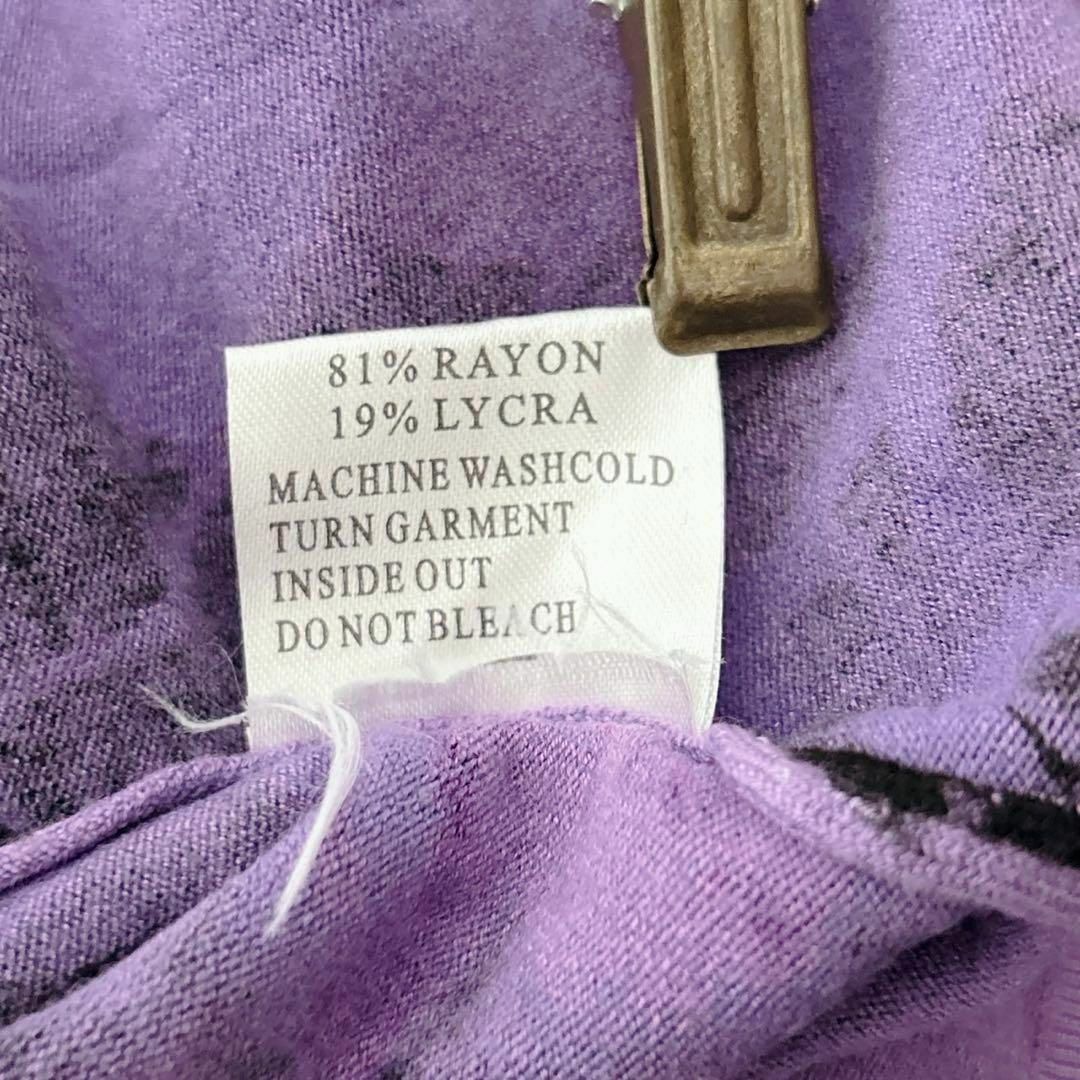 81% RAYON
19% LYCRA
MACHINE WASHCOLD
TURN GARMENT
INSIDE OUT
DO NOT BLEACH